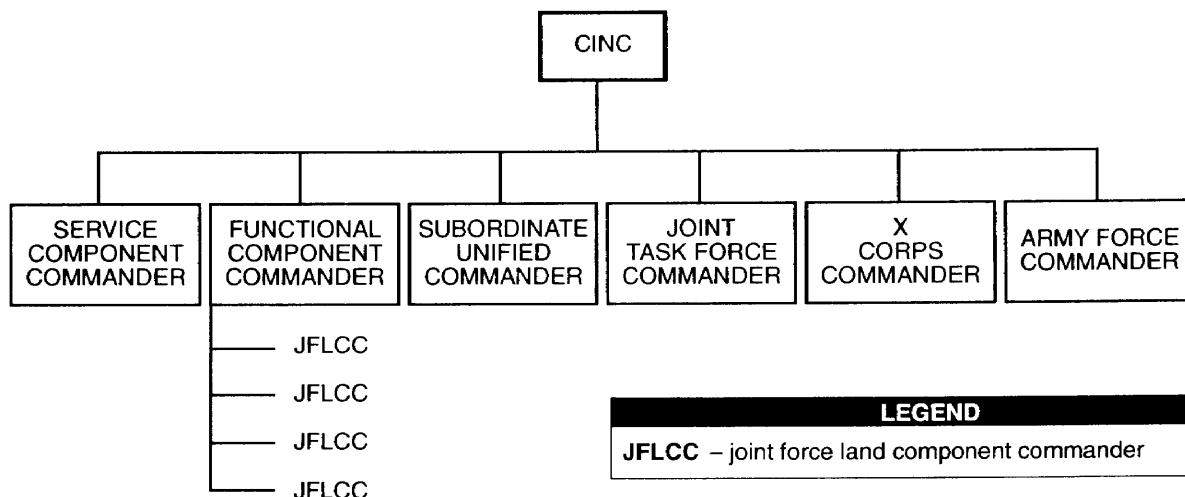 CINC
SERVICE
COMPONENT
COMMANDER
FUNCTIONAL
COMPONENT
COMMANDER
SUBORDINATE
UNIFIED
COMMANDER
JOINT
TASK FORCE
COMMANDER
X
CORPS
COMMANDER
ARMY FORCE
COMMANDER
JFLCC
JFLCC
JFLCC
JFLCC
LEGEND
JFLCC – joint force land component commander